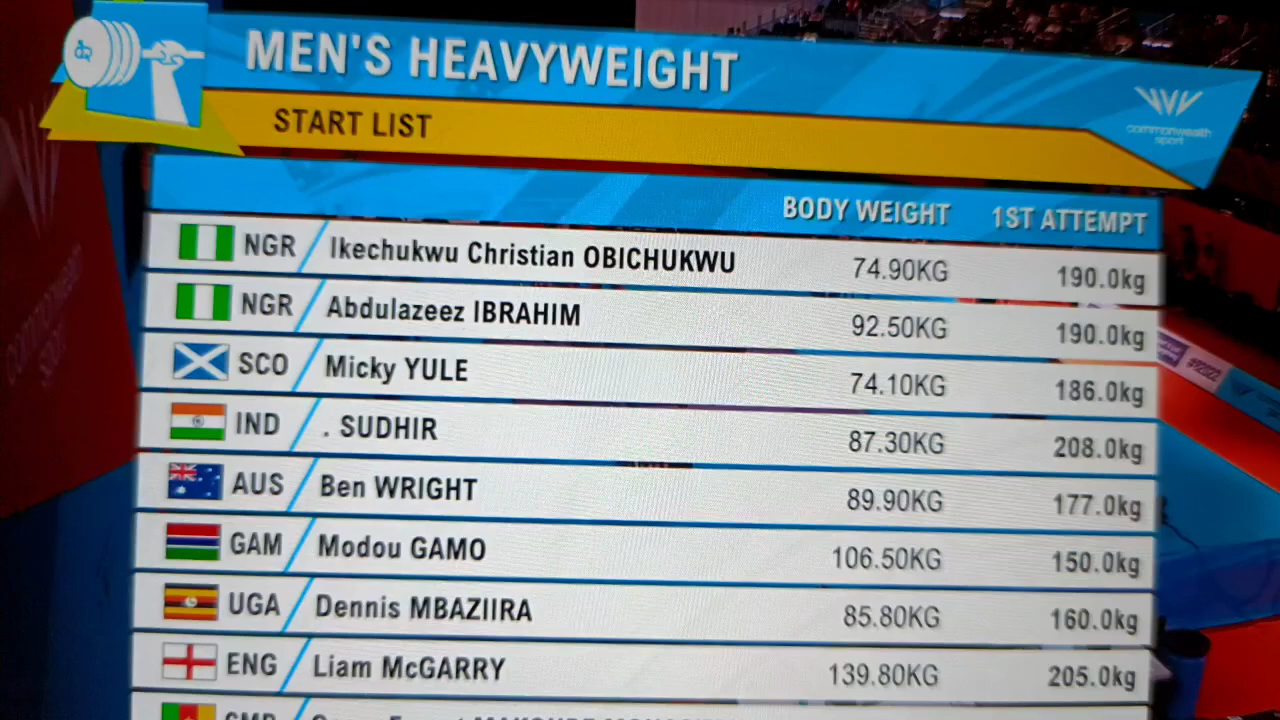 MEN'S HEAVYWEIGHT
commonwealth
sport
START LIST
BODY WEIGHT 1ST ATTEMPT
NGR Ikechukwu Christian OBICHUKWU 74.90KG 190.0kg
NGR Abdulazeez IBRAHIM 92.50KG 190.0kg
SCO Micky YULE 74.10KG 186.0kg
IND . SUDHIR 87.30KG 208.0kg
AUS Ben WRIGHT 89.90KG 177.0kg
GAM Modou GAMO 106.50KG 150.0kg
UGA Dennis MBAZIIRA 85.80KG 160.0kg
ENG Liam McGARRY 139.80KG 205.0kg